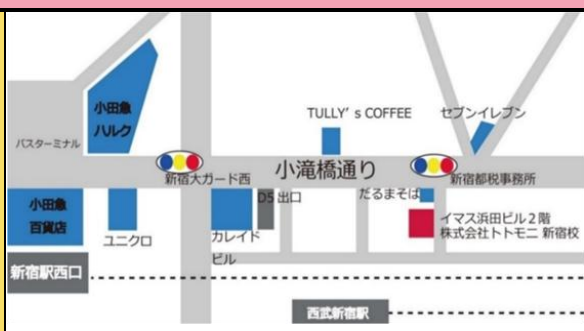 小田急
ハルク
バスターミナル
TULLY's COFFEE
セブンイレブン
新宿大ガード西
小滝橋通り
新宿都税事務所
小田急
百貨店
ユニクロ
カレイド
ビル
D5出口
だるまそば
イマス浜田ビル2階
株式会社トトモニ 新宿校
新宿駅西口
西武新宿駅